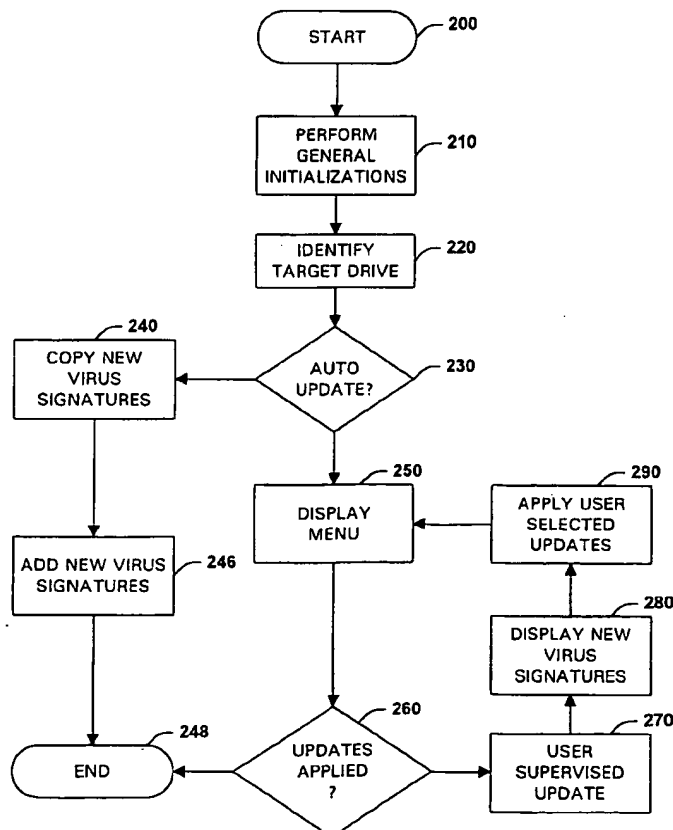 200
START
PERFORM
GENERAL
INITIALIZATIONS
210
IDENTIFY
TARGET DRIVE
220
AUTO
UPDATE?
230
240
COPY NEW
VIRUS
SIGNATURES
250
DISPLAY
MENU
290
APPLY USER
SELECTED
UPDATES
ADD NEW VIRUS
SIGNATURES
246
280
DISPLAY NEW
VIRUS
SIGNATURES
248
END
260
UPDATES
APPLIED
?
270
USER
SUPERVISED
UPDATE